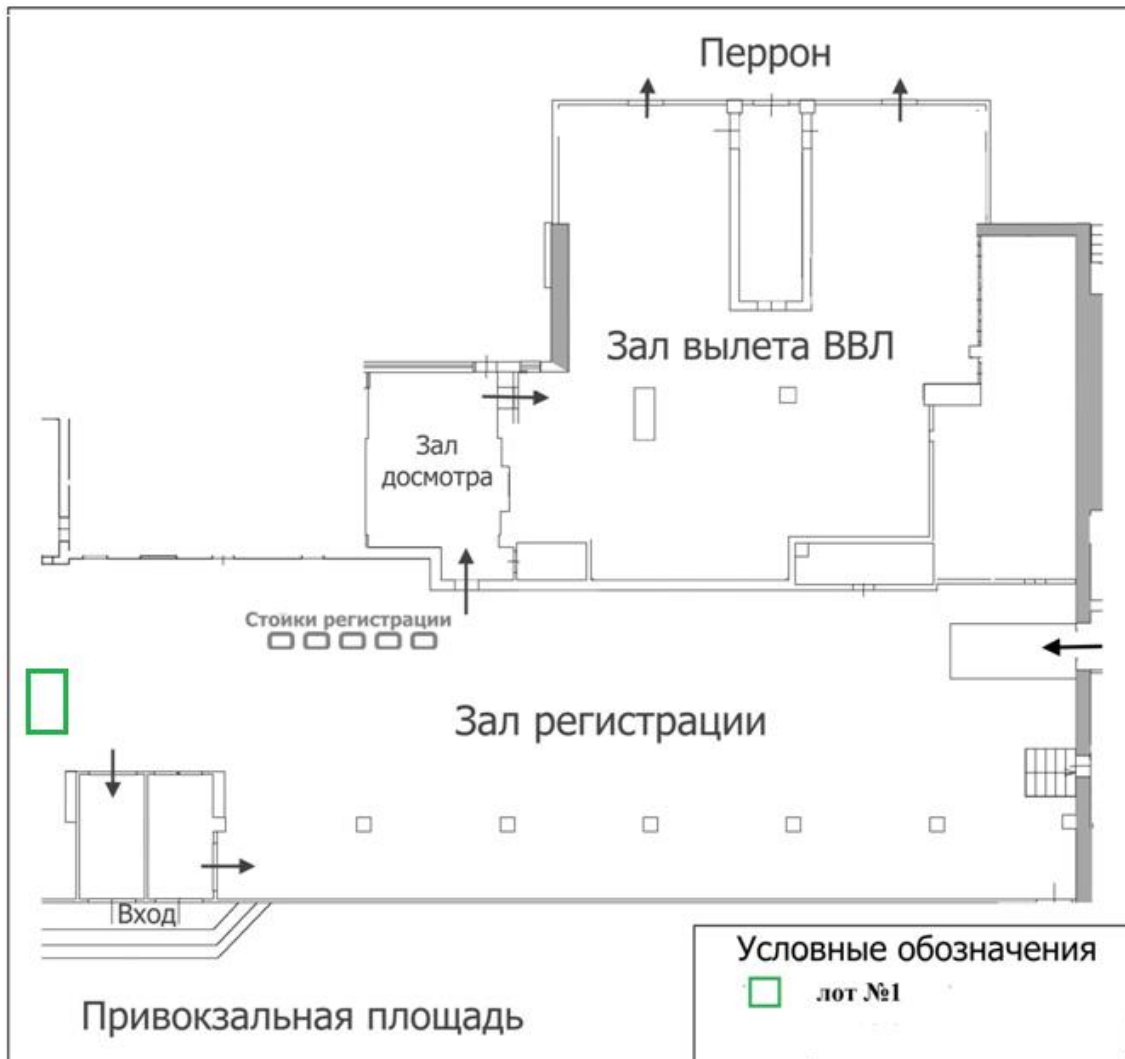 Перрон
Зал вылета ВВЛ
Зал
досмотра
Стойки регистрации
Зал регистрации
Вход
Условные обозначения
лот №1
Привокзальная площадь